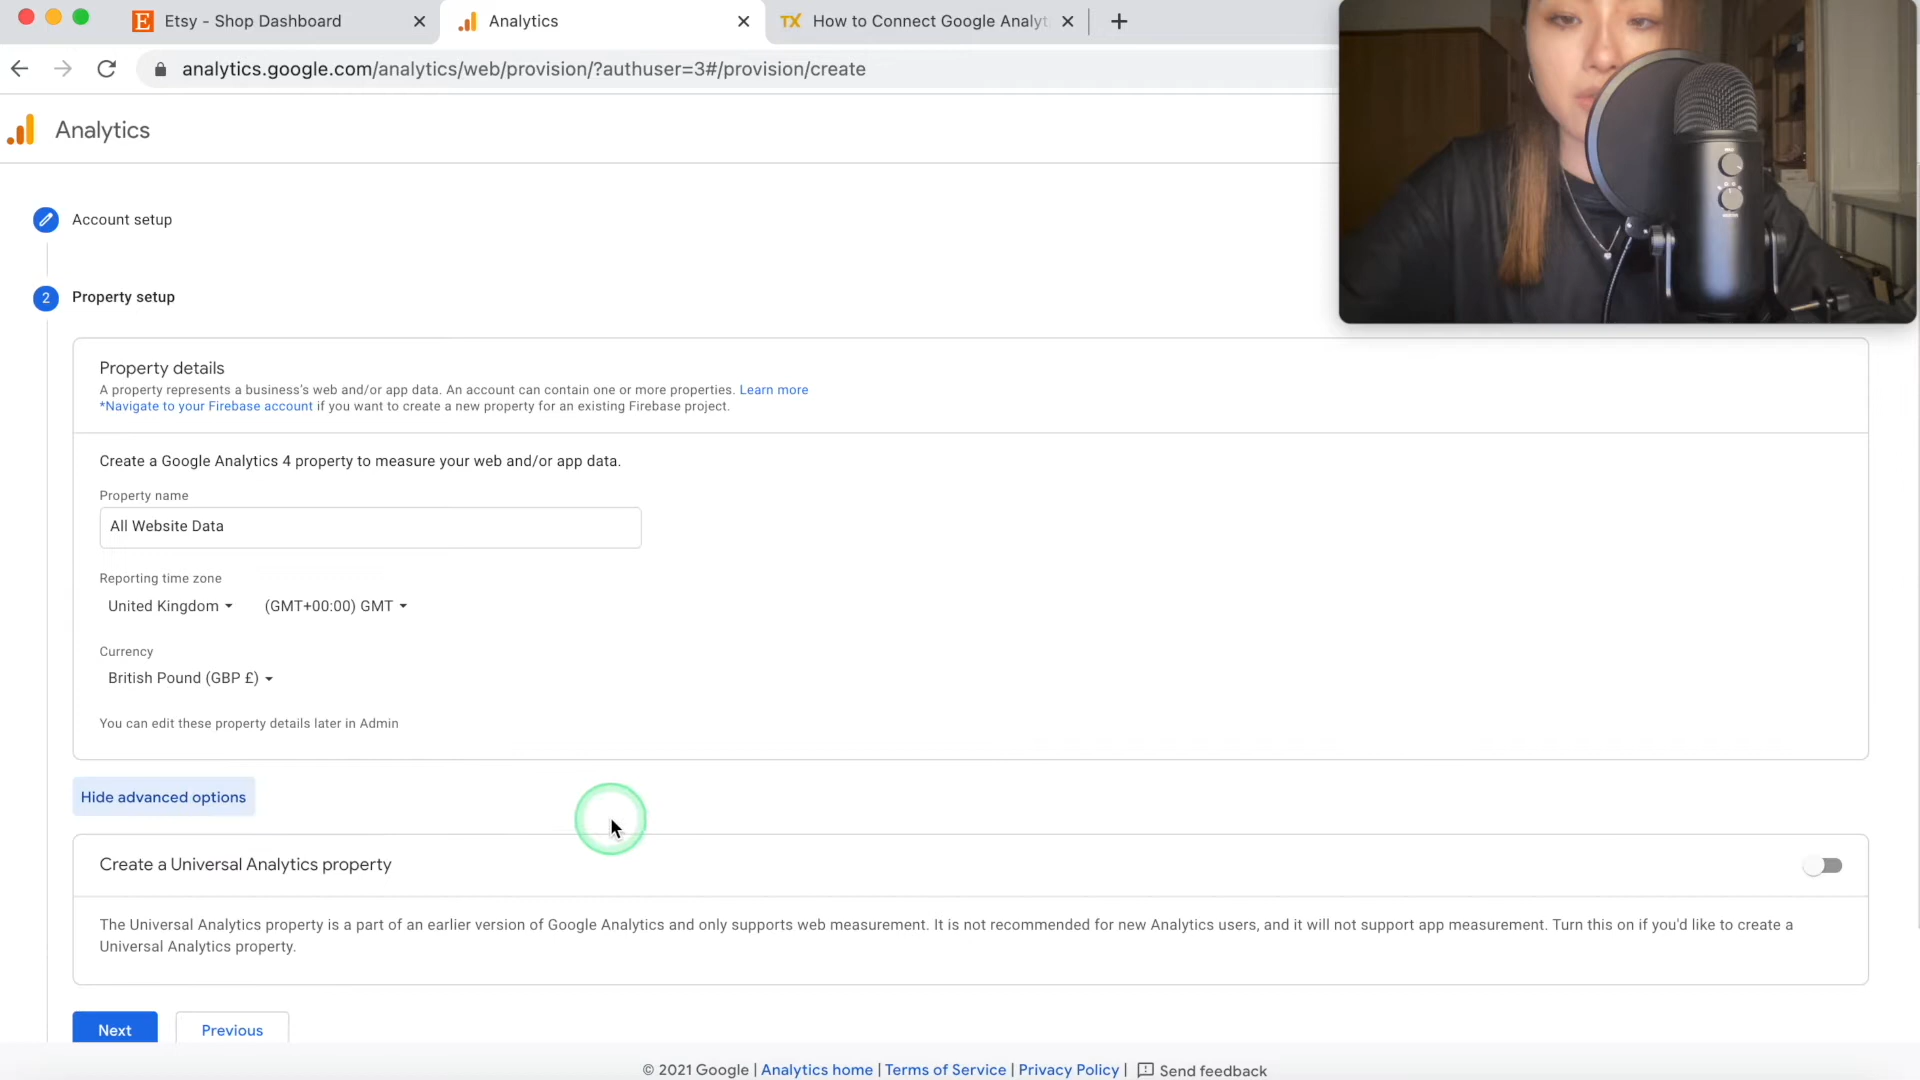 Etsy - Shop Dashboard
Analytics
TX How to Connect Google Analyt
analytics.google.com/analytics/web/provision/?authuser=3#/provision/create
Analytics
Account setup
2 Property setup
Property details
A property represents a business's web and/or app data. An account can contain one or more properties. Learn more
*Navigate to your Firebase account if you want to create a new property for an existing Firebase project.
Create a Google Analytics 4 property to measure your web and/or app data.
Property name
All Website Data
Reporting time zone
United Kingdom (GMT+00:00) GMT
Currency
British Pound (GBP £)
You can edit these property details later in Admin
Hide advanced options
Create a Universal Analytics property
The Universal Analytics property is a part of an earlier version of Google Analytics and only supports web measurement. It is not recommended for new Analytics users, and it will not support app measurement. Turn this on if you'd like to create a
Universal Analytics property.
Next Previous
© 2021 Google | Analytics home | Terms of Service | Privacy Policy | Send feedback